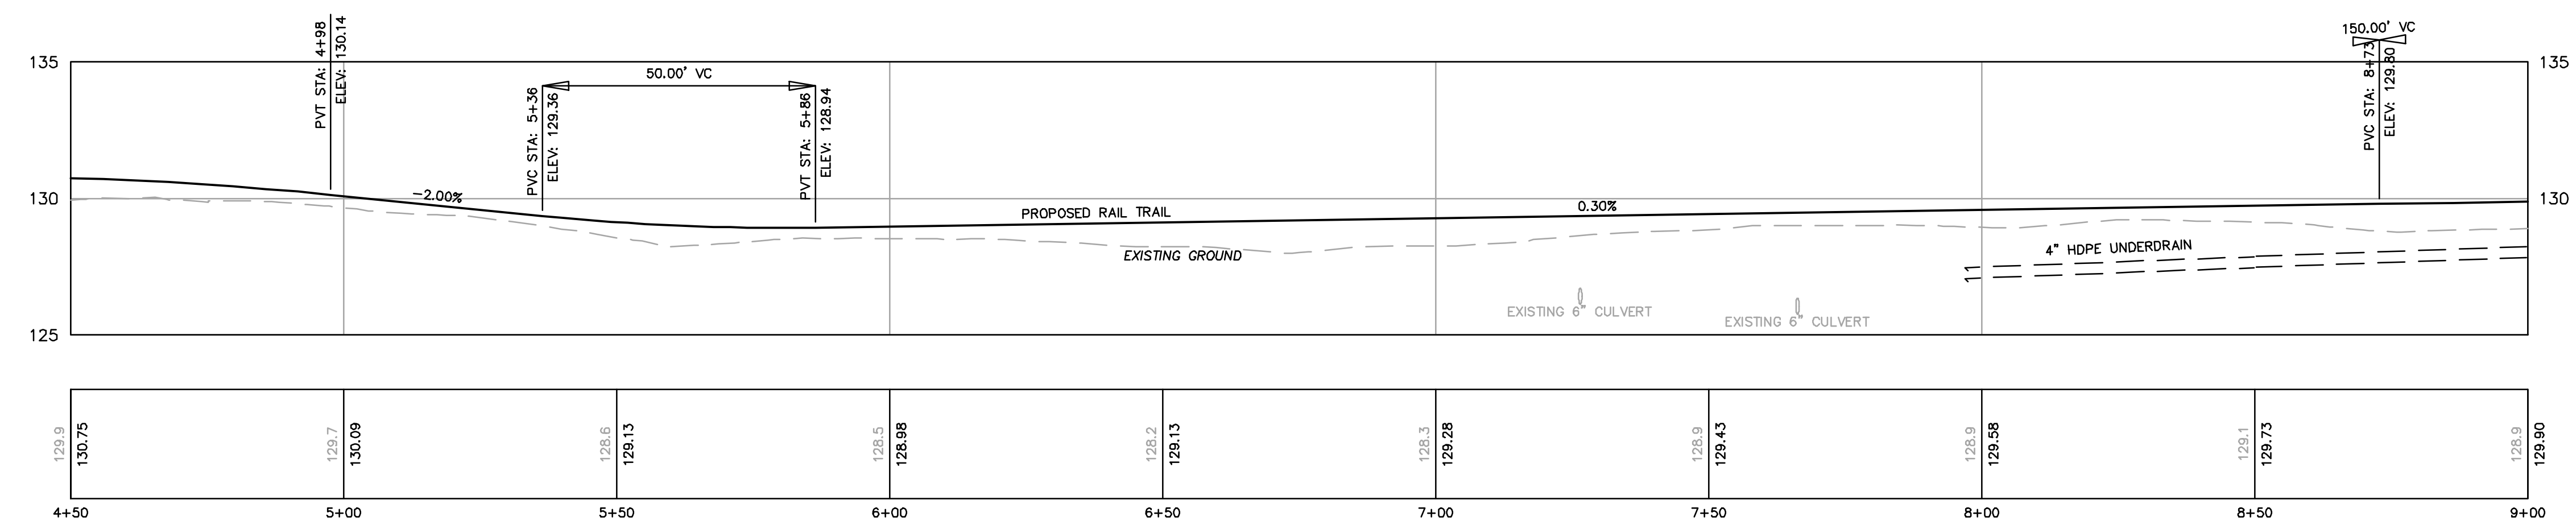 PVT STA: 4+98
ELEV: 130.14
150.00' VC
PVC STA: 8+73
ELEV: 129.80
135
135
50.00' VC
PVC STA: 5+36
ELEV: 129.36
PVT STA: 5+86
ELEV: 128.94
130
-2.00%
PROPOSED RAIL TRAIL
0.30%
130
EXISTING GROUND
4" HDPE UNDERDRAIN
EXISTING 6" CULVERT
EXISTING 6" CULVERT
125
125
129.9
130.75
129.7
130.09
128.6
129.13
128.5
128.98
128.2
129.13
128.3
129.28
128.9
129.43
128.9
129.58
129.1
129.73
128.9
129.90
4+50
5+00
5+50
6+00
6+50
7+00
7+50
8+00
8+50
9+00